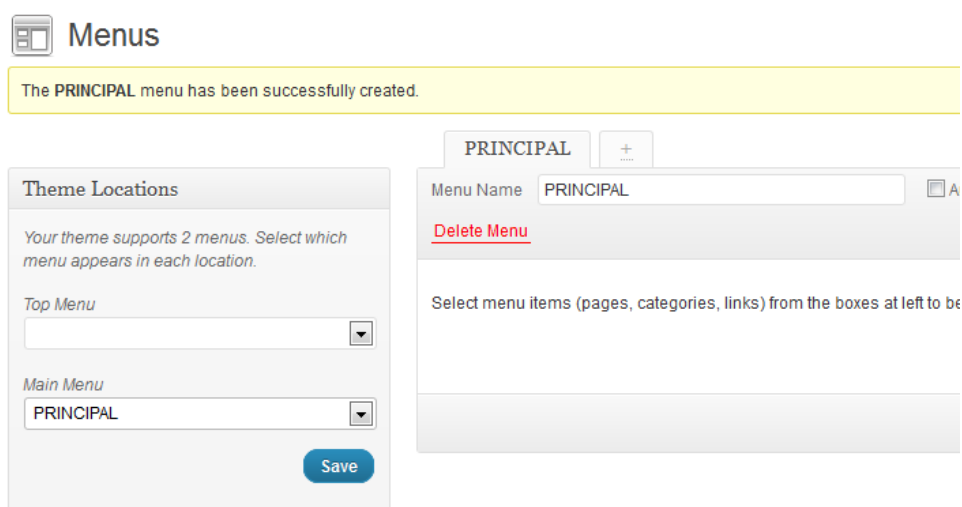 Menus
The PRINCIPAL menu has been successfully created.
PRINCIPAL +
Theme Locations
Your theme supports 2 menus. Select which
menu appears in each location.
Top Menu
Main Menu
PRINCIPAL
Save
Menu Name PRINCIPAL
Delete Menu
Select menu items (pages, categories, links) from the boxes at left to be